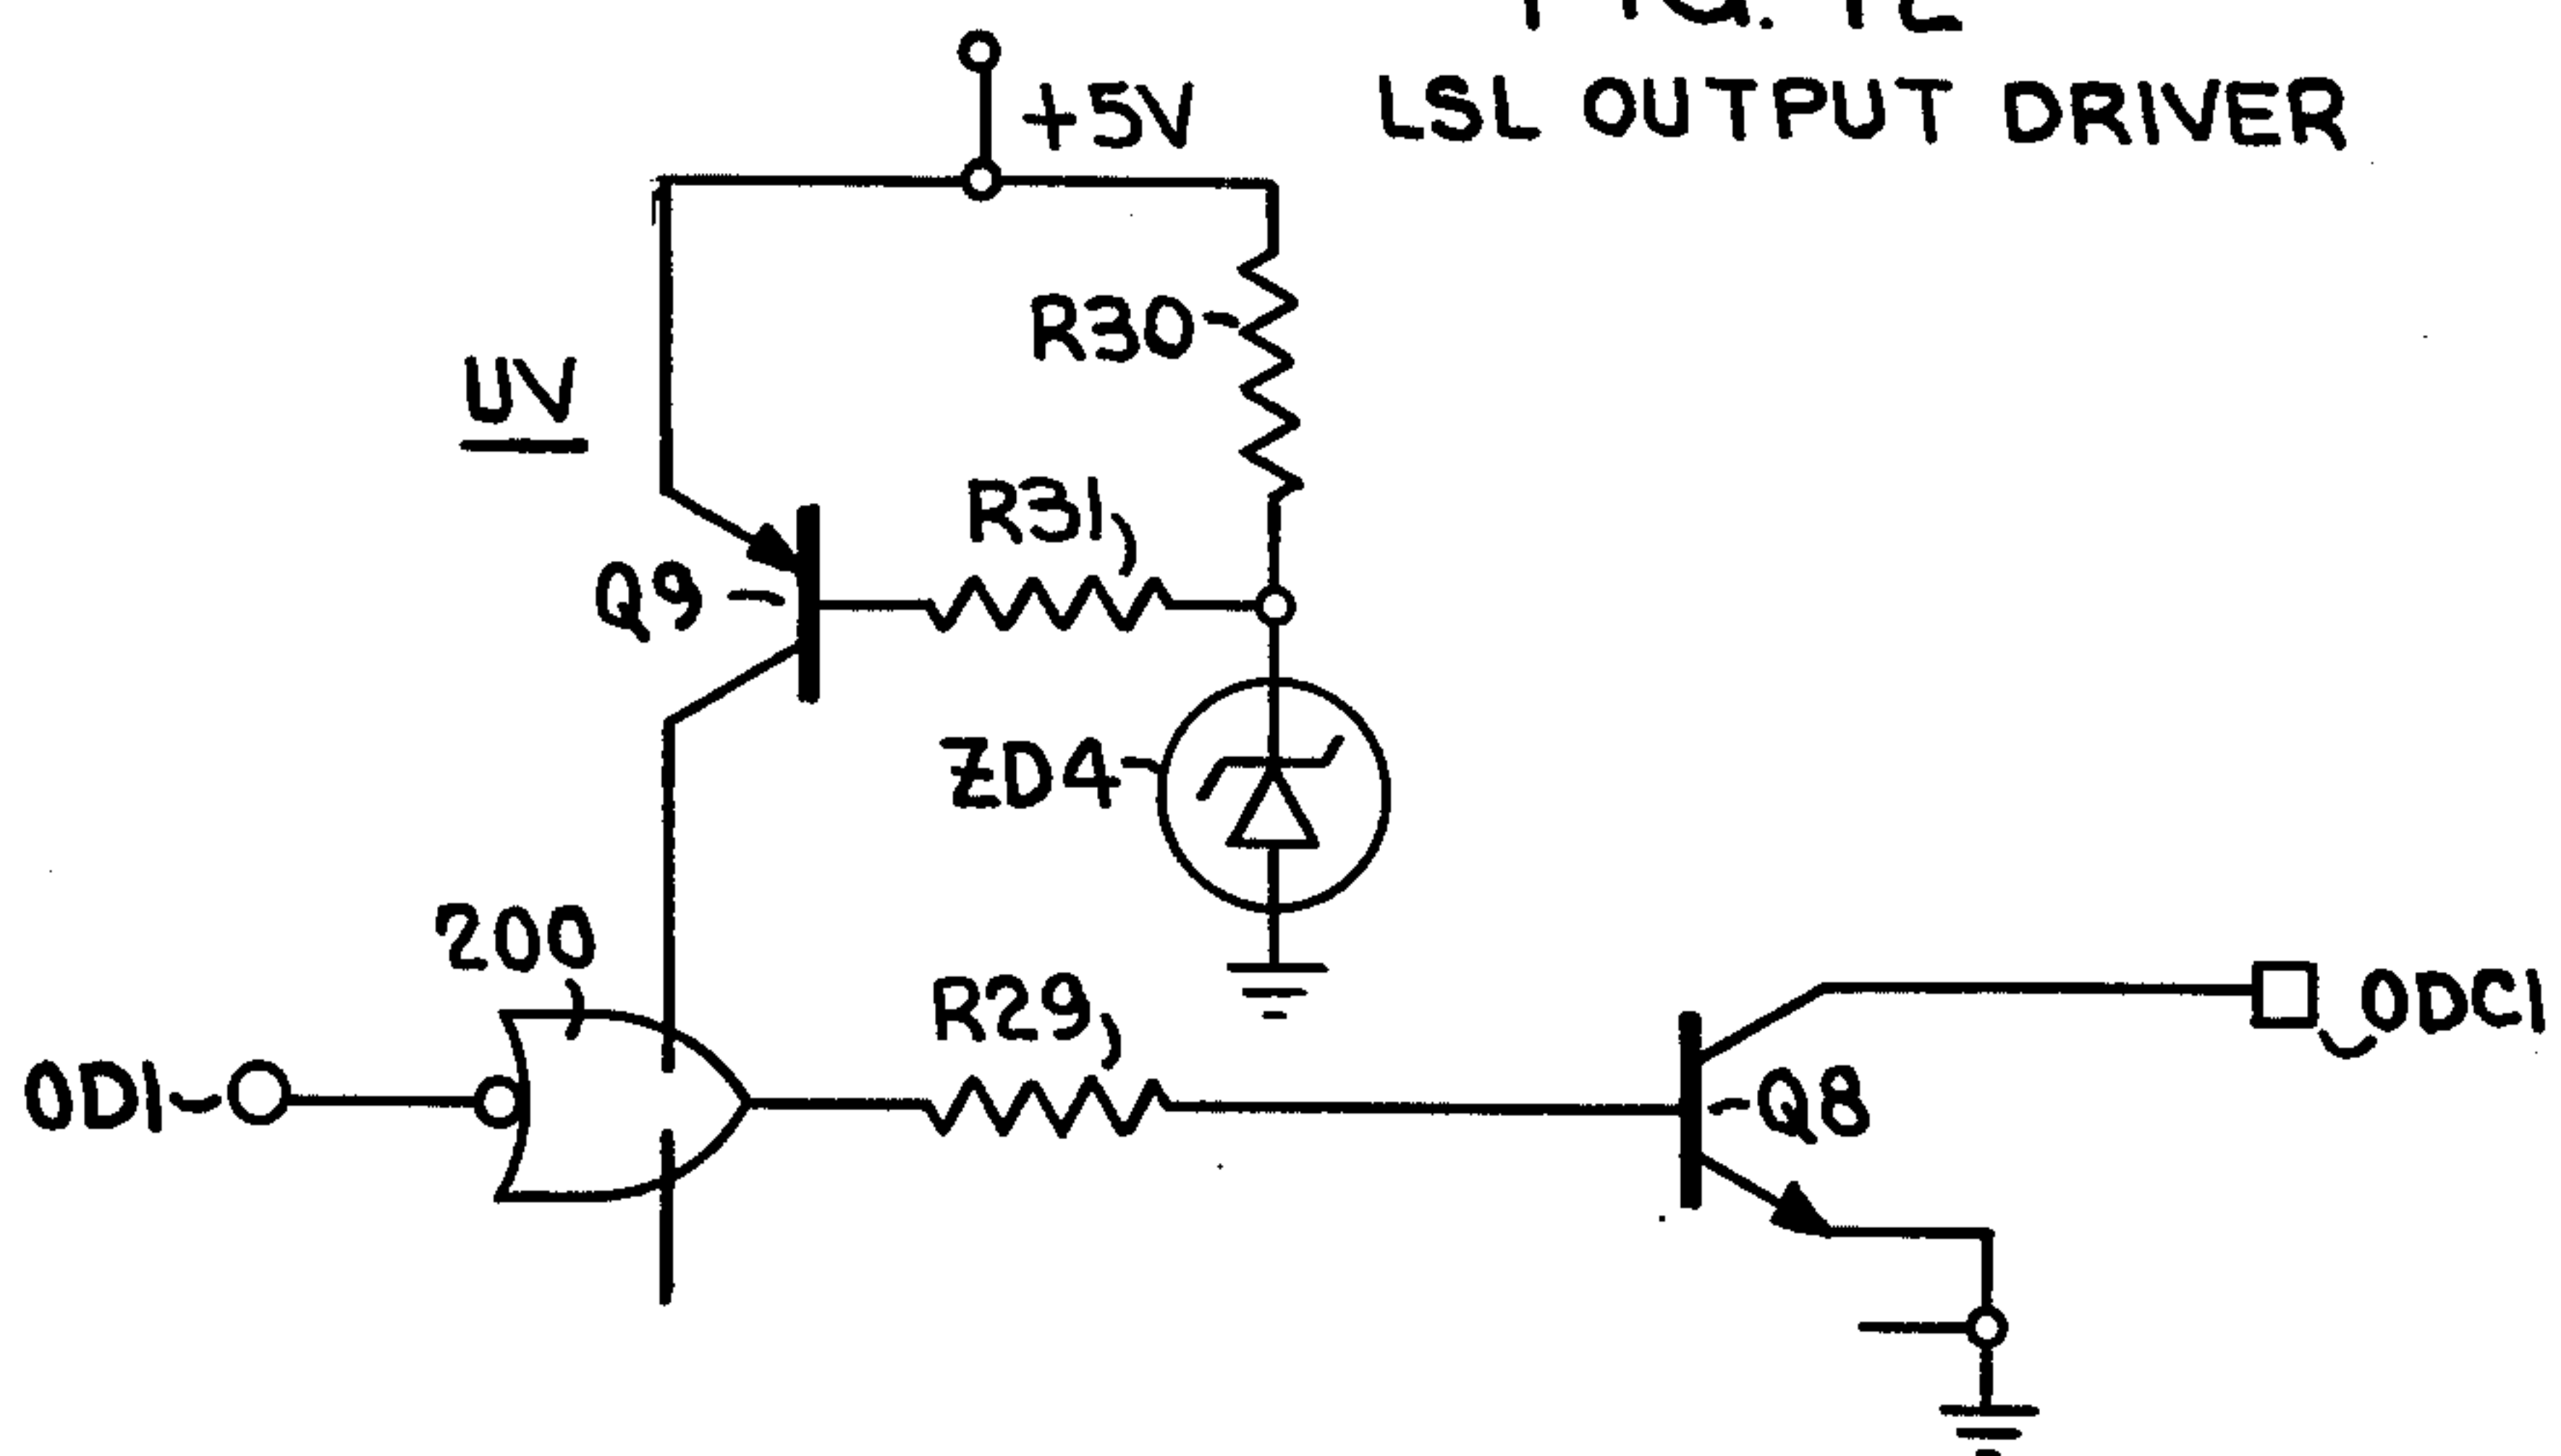 LSL OUTPUT DRIVER
+5V
R30
UV
R31
Q9
ZD4
200
R29
OD1
ODC1
Q8